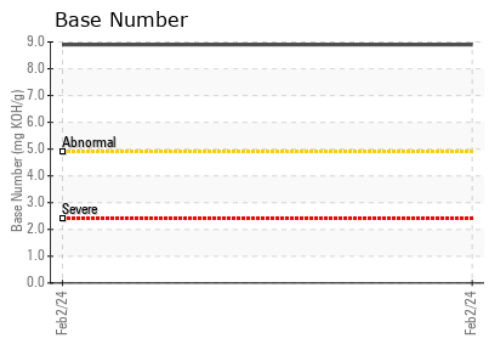 Base Number
Base Number (mg KOH/g)
9.0
8.0
7.0
6.0
5.0
4.0
3.0
2.0
1.0
0.0
Abnormal
Severe
Feb2/24
Feb2/24